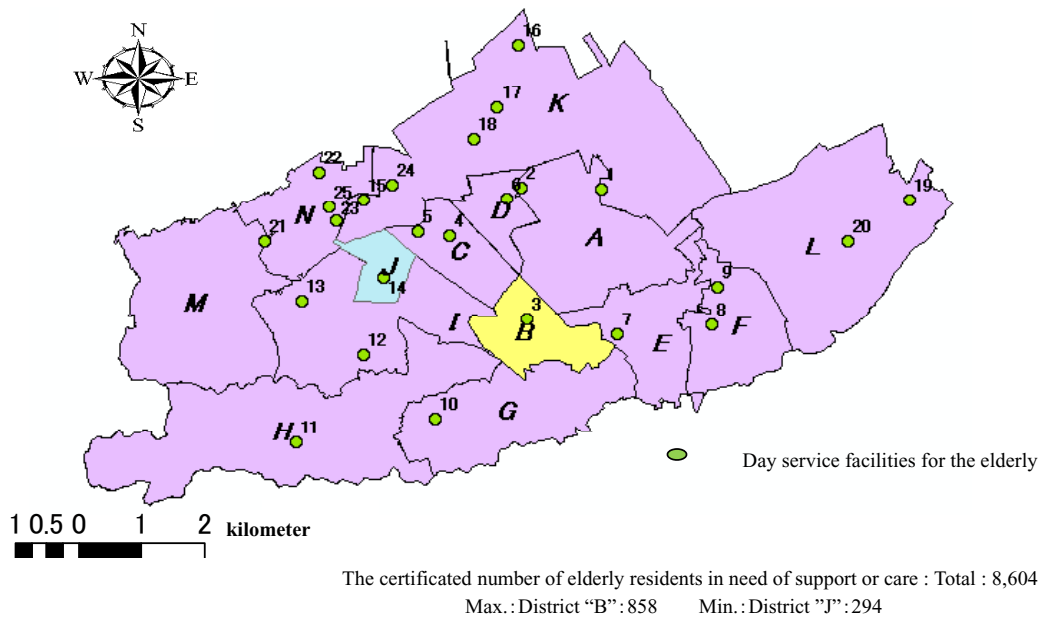 N
W E
S
16
17
K
18
22
24
15
2
1
19
25
6
23
D
N
5
4
A
21
C
L
20
J
14
9
13
M
3
8
I
B
7
F
E
12
10
G
H
11
Day service facilities for the elderly
1 0.5 0 1 2 kilometer
The certificated number of elderly residents in need of support or care : Total : 8,604
Max. : District “B” : 858 Min. : District ”J” : 294